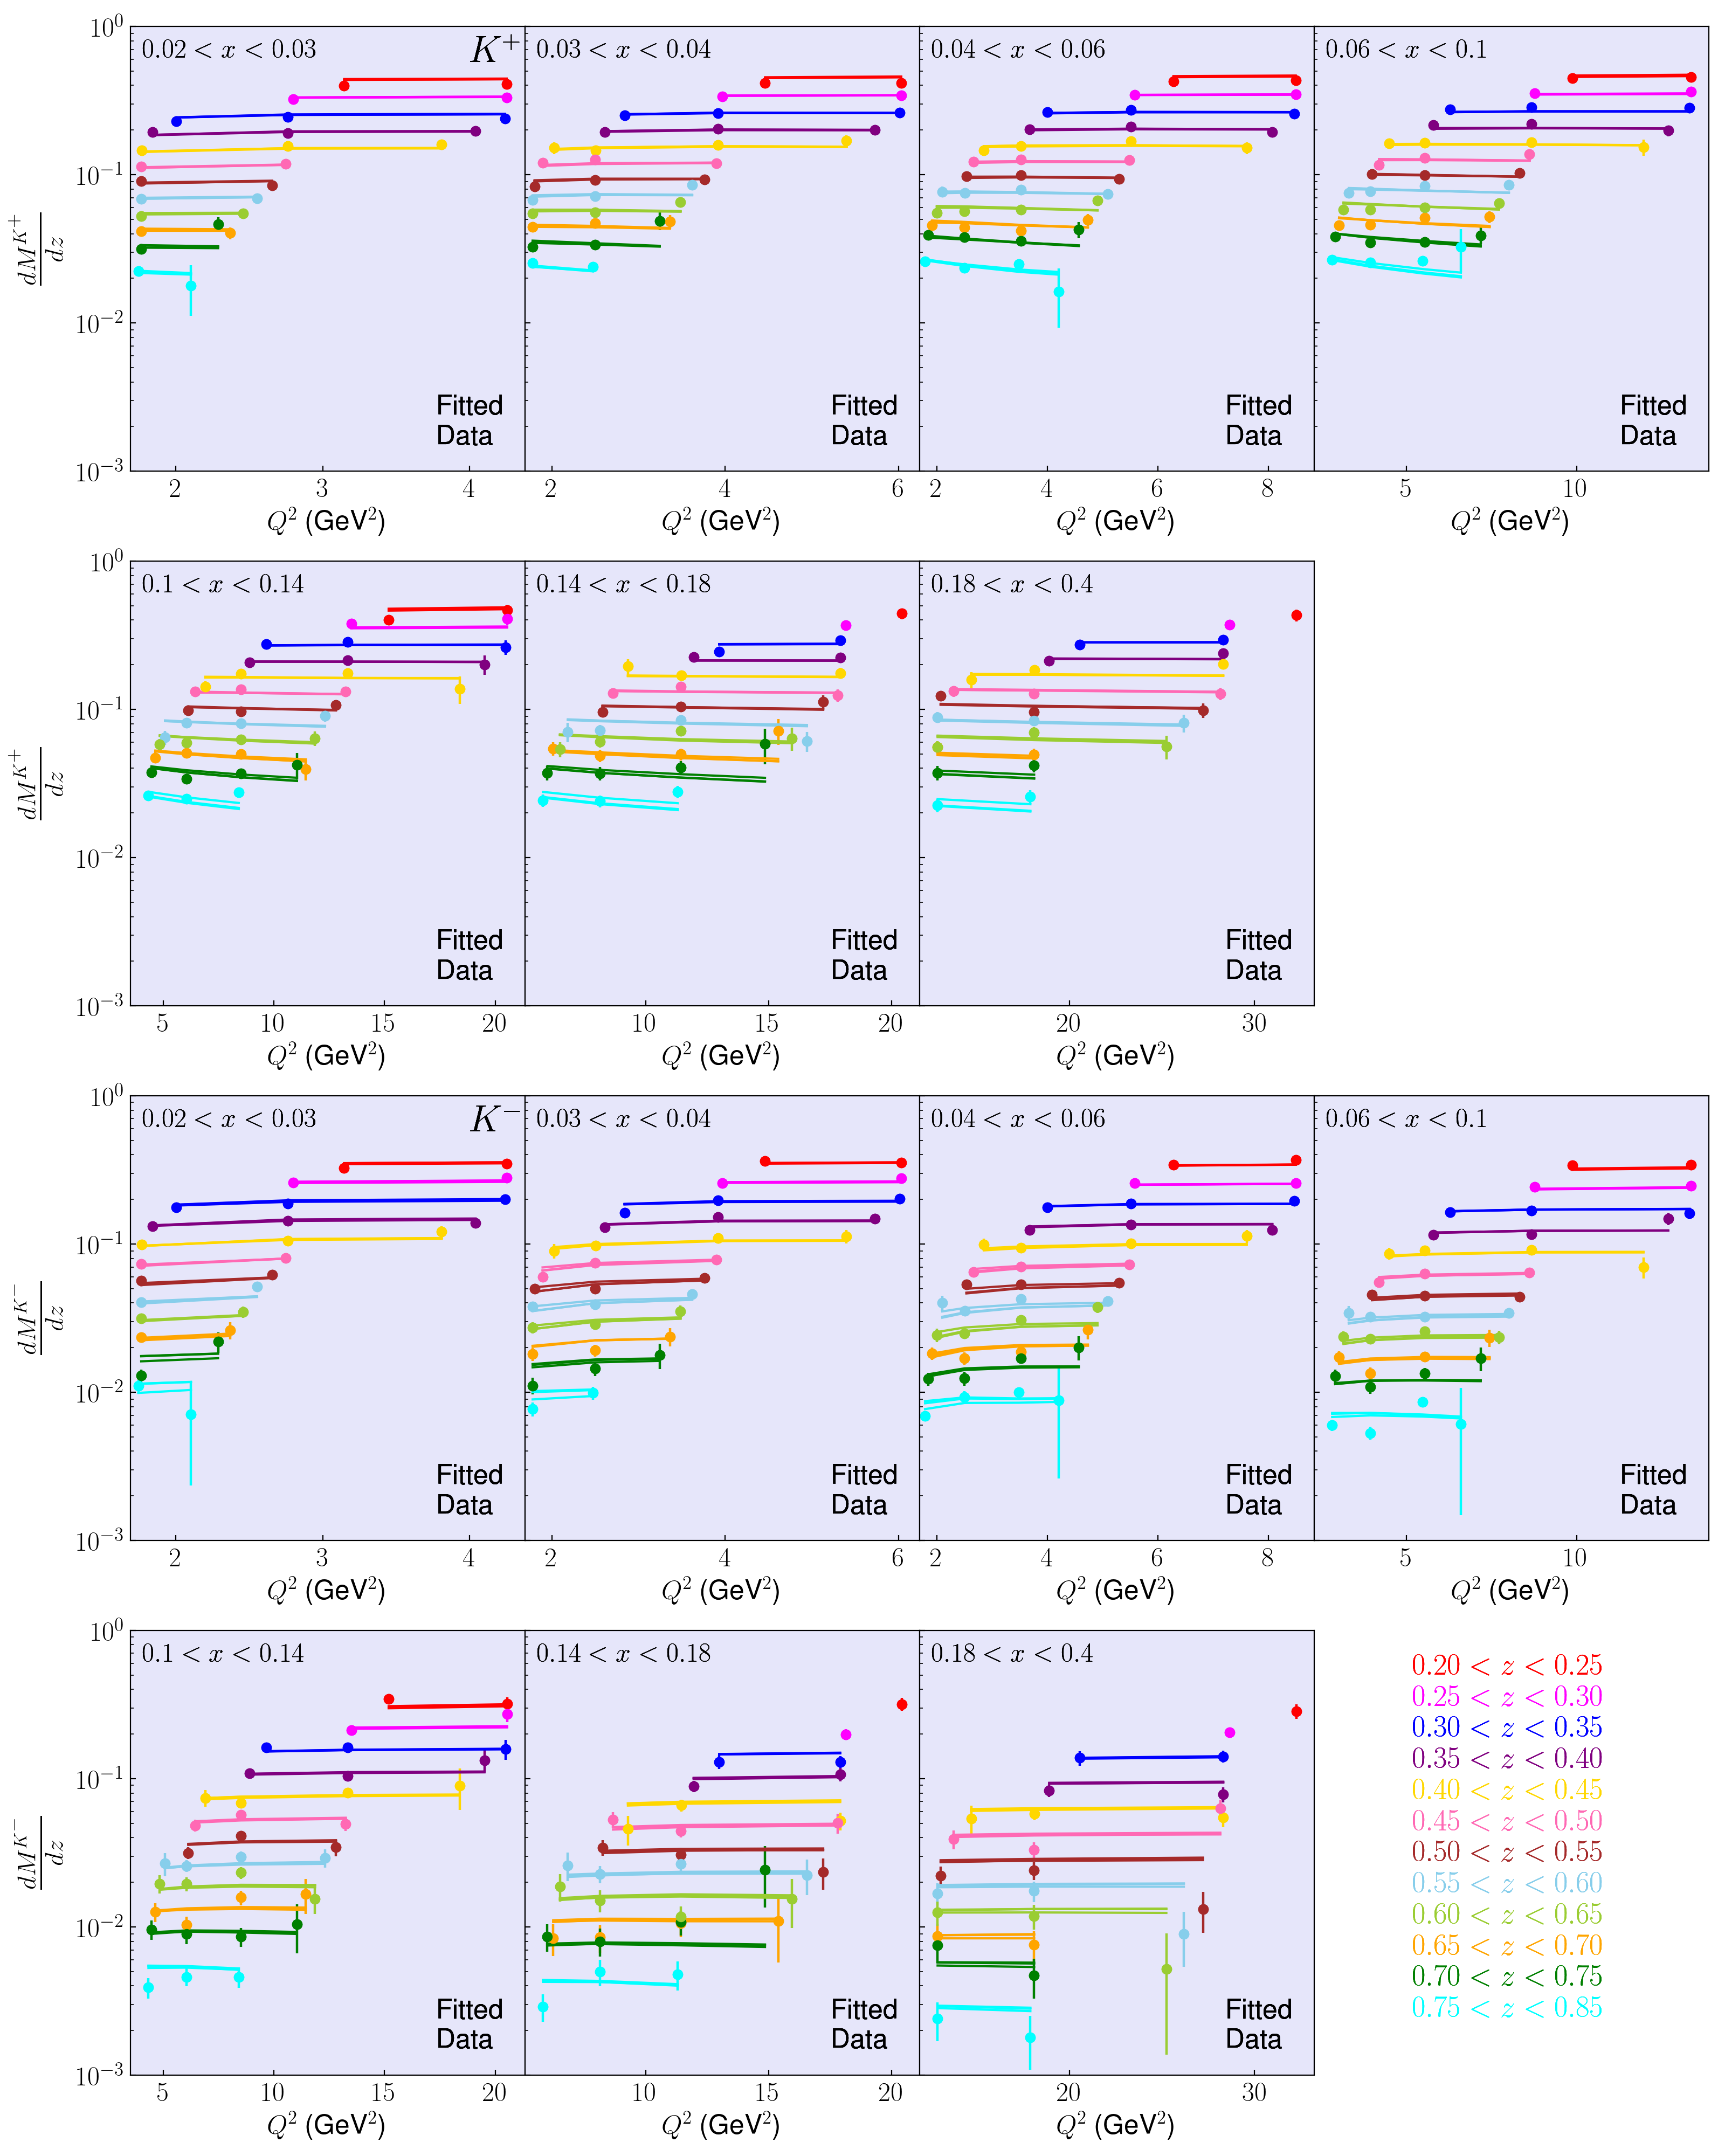 10^0
10^-1
10^-2
10^-3
dM^{K^+}
dz
0.02 < x < 0.03
K^+
0.03 < x < 0.04
0.04 < x < 0.06
0.06 < x < 0.1
Fitted
Data
Fitted
Data
Fitted
Data
Fitted
Data
2 3 4
2 4 6
2 4 6 8
5 10
Q^2 (GeV^2)
Q^2 (GeV^2)
Q^2 (GeV^2)
Q^2 (GeV^2)
10^0
10^-1
10^-2
10^-3
dM^{K^+}
dz
0.1 < x < 0.14
0.14 < x < 0.18
0.18 < x < 0.4
Fitted
Data
Fitted
Data
Fitted
Data
5 10 15 20
10 15 20
20 30
Q^2 (GeV^2)
Q^2 (GeV^2)
Q^2 (GeV^2)
10^0
10^-1
10^-2
10^-3
dM^{K^-}
dz
0.02 < x < 0.03
K^-
0.03 < x < 0.04
0.04 < x < 0.06
0.06 < x < 0.1
Fitted
Data
Fitted
Data
Fitted
Data
Fitted
Data
2 3 4
2 4 6
2 4 6 8
5 10
Q^2 (GeV^2)
Q^2 (GeV^2)
Q^2 (GeV^2)
Q^2 (GeV^2)
10^0
10^-1
10^-2
10^-3
dM^{K^-}
dz
0.1 < x < 0.14
0.14 < x < 0.18
0.18 < x < 0.4
Fitted
Data
Fitted
Data
Fitted
Data
5 10 15 20
10 15 20
20 30
Q^2 (GeV^2)
Q^2 (GeV^2)
Q^2 (GeV^2)
0.20 < z < 0.25
0.25 < z < 0.30
0.30 < z < 0.35
0.35 < z < 0.40
0.40 < z < 0.45
0.45 < z < 0.50
0.50 < z < 0.55
0.55 < z < 0.60
0.60 < z < 0.65
0.65 < z < 0.70
0.70 < z < 0.75
0.75 < z < 0.85